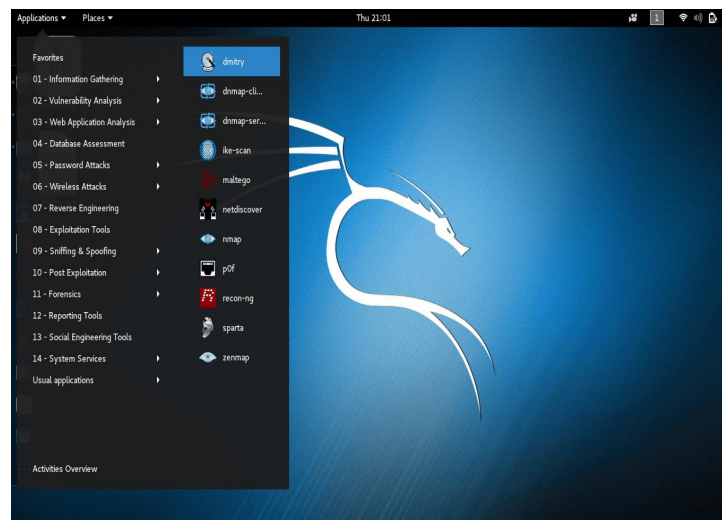 Applications ▾ Places ▾ Thu 21:01 1
Favorites
01 - Information Gathering
02 - Vulnerability Analysis
03 - Web Application Analysis
04 - Database Assessment
05 - Password Attacks
06 - Wireless Attacks
07 - Reverse Engineering
08 - Exploitation Tools
09 - Sniffing & Spoofing
10 - Post Exploitation
11 - Forensics
12 - Reporting Tools
13 - Social Engineering Tools
14 - System Services
Usual applications
Activities Overview
dmitry
dnmap-cli...
dnmap-ser...
ike-scan
maltego
netdiscover
nmap
p0f
recon-ng
sparta
zenmap